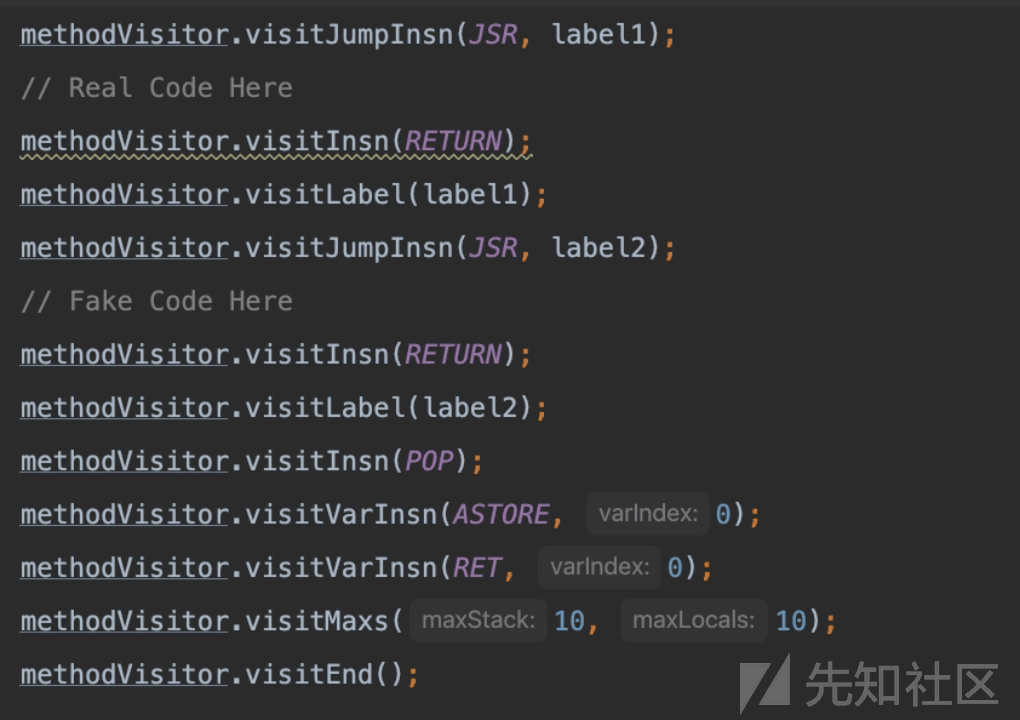 methodVisitor.visitJumpInsn(JSR, label1);
// Real Code Here
methodVisitor.visitInsn(RETURN);
methodVisitor.visitLabel(label1);
methodVisitor.visitJumpInsn(JSR, label2);
// Fake Code Here
methodVisitor.visitInsn(RETURN);
methodVisitor.visitLabel(label2);
methodVisitor.visitInsn(POP);
methodVisitor.visitVarInsn(ASTORE, varIndex: 0);
methodVisitor.visitVarInsn(RET, varIndex: 0);
methodVisitor.visitMaxs( maxStack: 10, maxLocals: 10);
methodVisitor.visitEnd();
先知社区